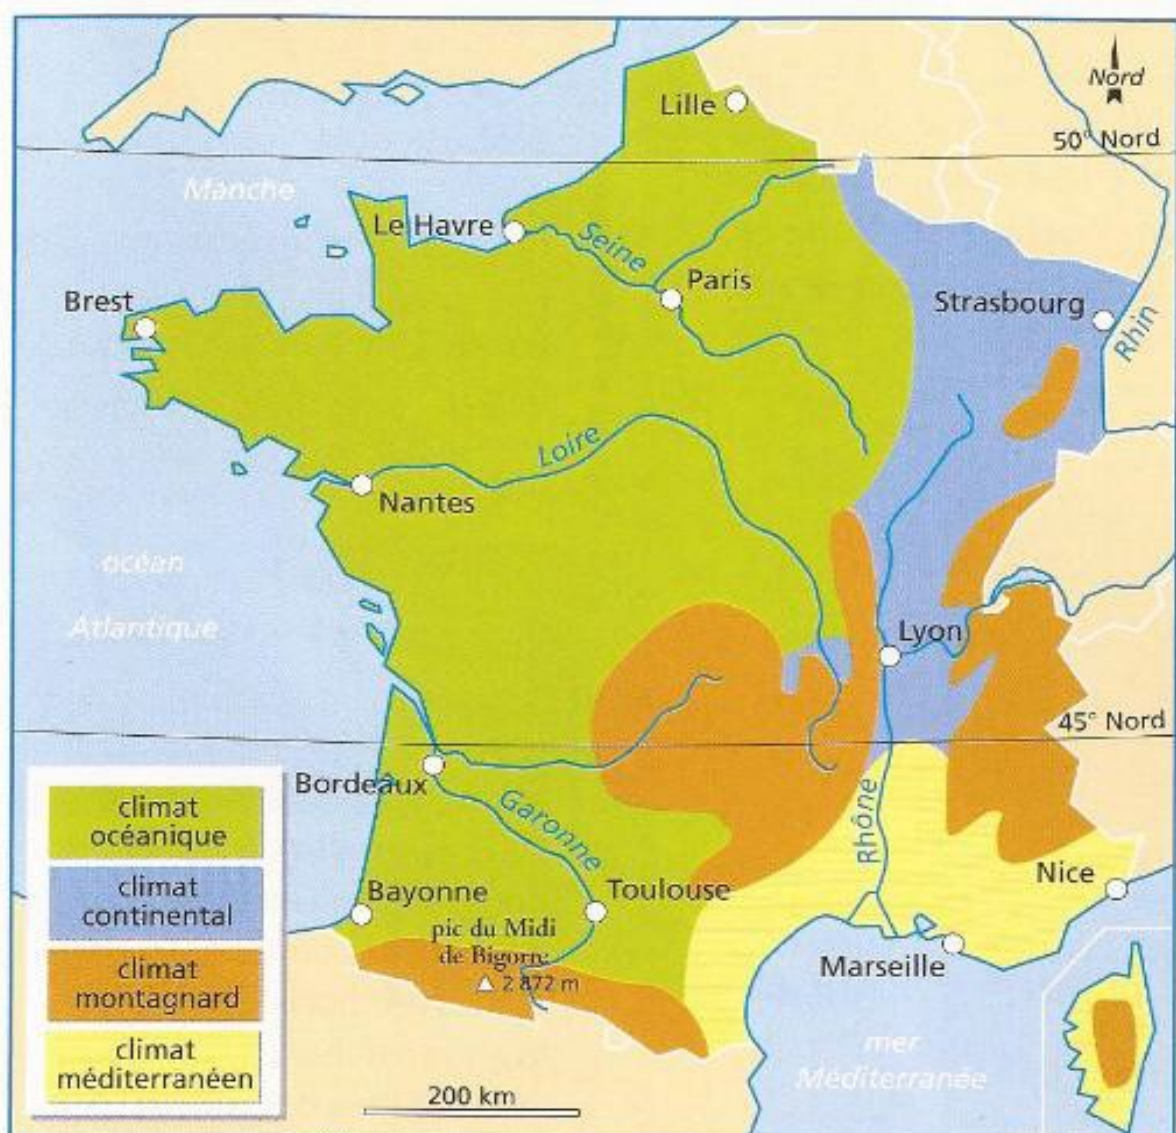 Nord
Lille
50° Nord
Manche
Le Havre
Seine
Paris
Brest
Strasbourg
Rhin
Loire
Nantes
océan
Atlantique
Lyon
45° Nord
Bordeaux
Garonne
Rhône
Nice
Bayonne
Toulouse
pic du Midi
de Bigorre
2 872 m
Marseille
mer
Méditerranée
200 km
climat
océanique
climat
continental
climat
montagnard
climat
méditerranéen